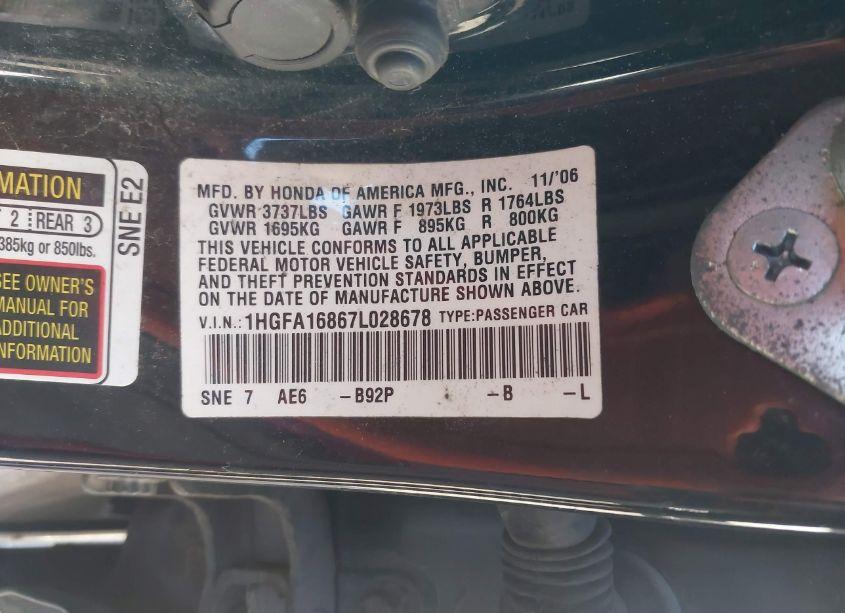 MATION
2 REAR 3
385kg or 850lbs.
SEE OWNER'S
MANUAL FOR
ADDITIONAL
INFORMATION
SNE E2
MFD. BY HONDA OF AMERICA MFG., INC. 11/'06
GVWR 3737LBS GAWR F 1973LBS R 1764LBS
GVWR 1695KG GAWR F 895KG R 800KG
THIS VEHICLE CONFORMS TO ALL APPLICABLE
FEDERAL MOTOR VEHICLE SAFETY, BUMPER,
AND THEFT PREVENTION STANDARDS IN EFFECT
ON THE DATE OF MANUFACTURE SHOWN ABOVE.
V.I.N.: 1HGFA16867L028678 TYPE:PASSENGER CAR
SNE 7 AE6 -B92P -B -L